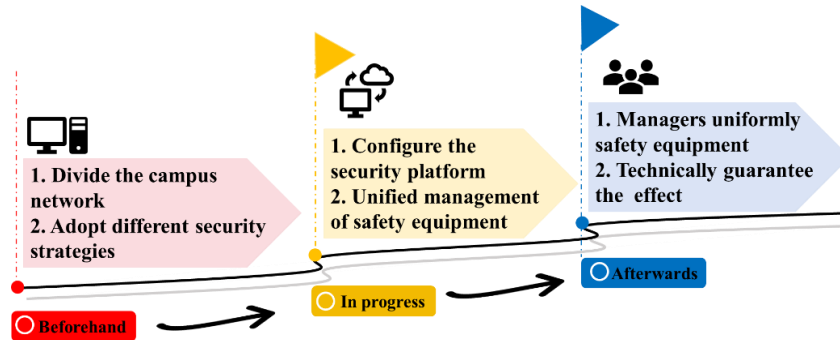 1. Divide the campus
network
2. Adopt different security
strategies
Beforehand
1. Configure the
security platform
2. Unified management
of safety equipment
In progress
1. Managers uniformly
safety equipment
2. Technically guarantee
the effect
Afterwards